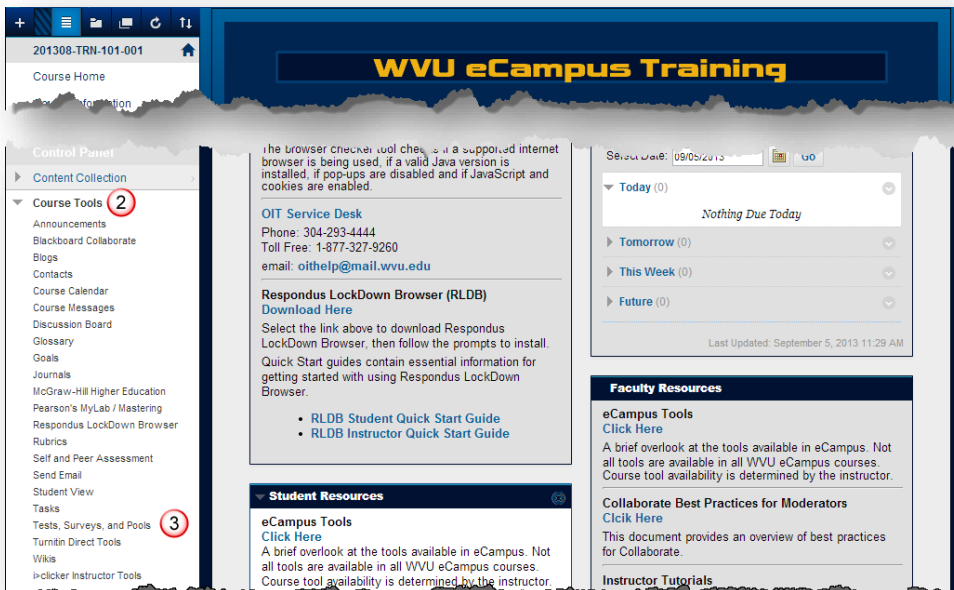 201308-TRN-101-001
Course Home
WVU eCampus Training
Control Panel
Content Collection
Course Tools 2
Announcements
Blackboard Collaborate
Blogs
Contacts
Course Calendar
Course Messages
Discussion Board
Glossary
Goals
Journals
McGraw-Hill Higher Education
Pearson's MyLab / Mastering
Respondus LockDown Browser
Rubrics
Self and Peer Assessment
Send Email
Student View
Tasks
Tests, Surveys, and Pools 3
Turnitin Direct Tools
Wikis
i>clicker Instructor Tools
The browser checker tool checks if a supported internet
browser is being used, if a valid Java version is
installed, if pop-ups are disabled and if JavaScript and
cookies are enabled.
OIT Service Desk
Phone: 304-293-4444
Toll Free: 1-877-327-9260
email: oithelp@mail.wvu.edu
Respondus LockDown Browser (RLDB)
Download Here
Select the link above to download Respondus
LockDown Browser, then follow the prompts to install.
Quick Start guides contain essential information for
getting started with using Respondus LockDown
Browser.
• RLDB Student Quick Start Guide
• RLDB Instructor Quick Start Guide
Student Resources
eCampus Tools
Click Here
A brief overlook at the tools available in eCampus. Not
all tools are available in all WVU eCampus courses.
Course tool availability is determined by the instructor.
Select Date: 09/05/2013 Go
Today (0)
Nothing Due Today
Tomorrow (0)
This Week (0)
Future (0)
Last Updated: September 5, 2013 11:29 AM
Faculty Resources
eCampus Tools
Click Here
A brief overlook at the tools available in eCampus. Not
all tools are available in all WVU eCampus courses.
Course tool availability is determined by the instructor.
Collaborate Best Practices for Moderators
Clcik Here
This document provides an overview of best practices
for Collaborate.
Instructor Tutorials